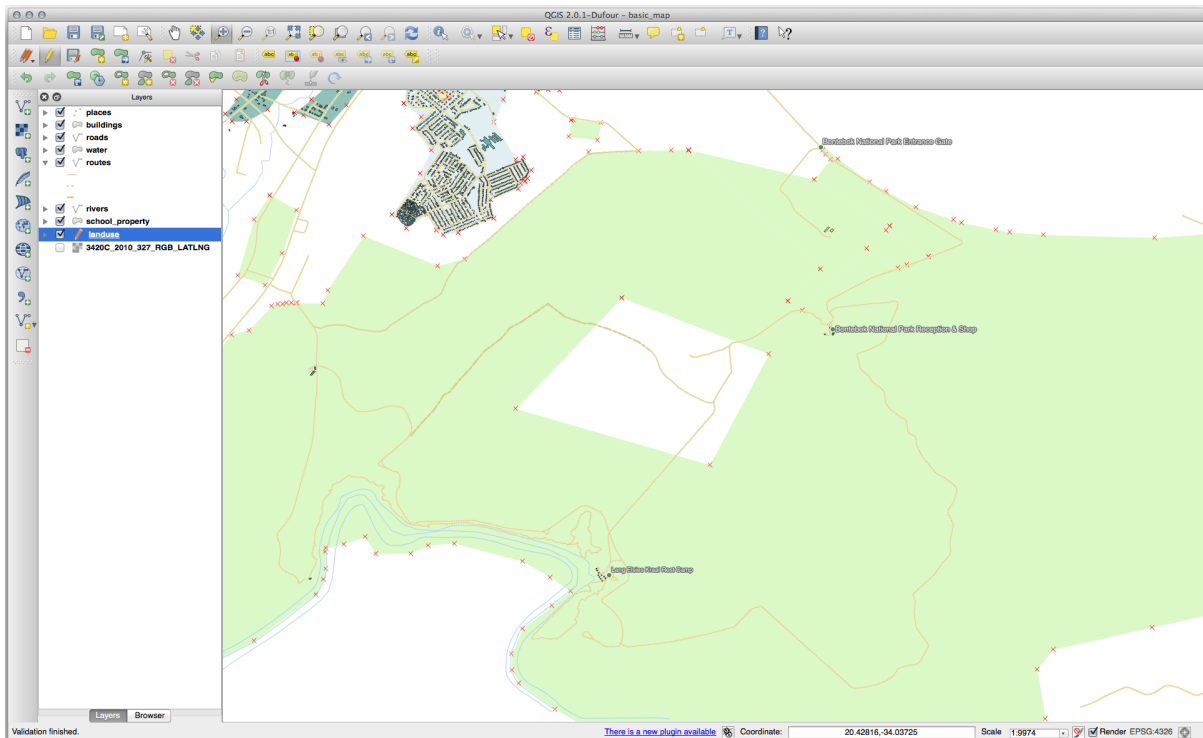 QGIS 2.0.1-Dufour – basic_map
Layers
places
buildings
roads
water
routes
rivers
school_property
landuse
3420C_2010_327_RGB_LATLNG
Bontebok National Park Entrance Gate
Bontebok National Park Reception & Shop
Lang Elsies Kraal Rest Camp
Layers Browser
Validation finished. There is a new plugin available Coordinate: 20.42816,-34.03725 Scale 1:9974 Render EPSG:4326